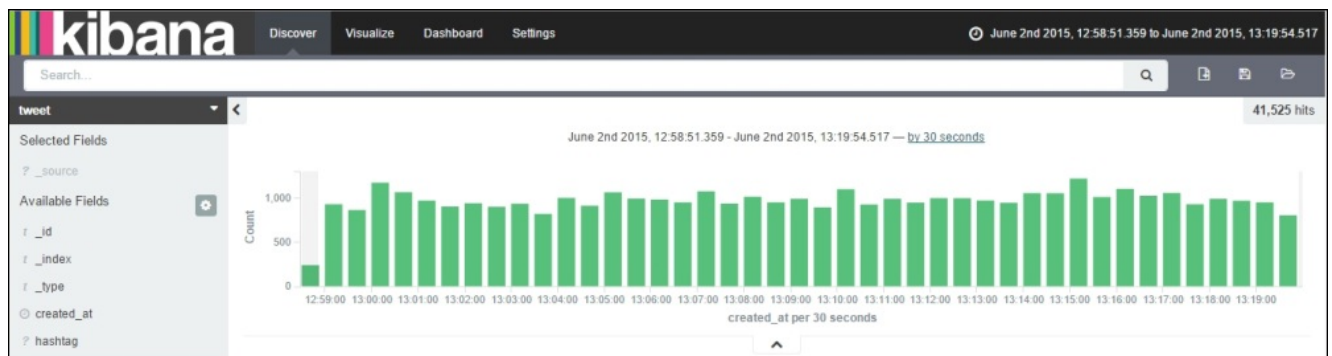 kibana Discover Visualize Dashboard Settings June 2nd 2015, 12:58:51.359 to June 2nd 2015, 13:19:54.517
Search...
tweet 41,525 hits
Selected Fields
? _source
Available Fields
t _id
t _index
t _type
created_at
? hashtag
June 2nd 2015, 12:58:51.359 - June 2nd 2015, 13:19:54.517 — by 30 seconds
Count
1,000
500
0
12:59:00 13:00:00 13:01:00 13:02:00 13:03:00 13:04:00 13:05:00 13:06:00 13:07:00 13:08:00 13:09:00 13:10:00 13:11:00 13:12:00 13:13:00 13:14:00 13:15:00 13:16:00 13:17:00 13:18:00 13:19:00
created_at per 30 seconds